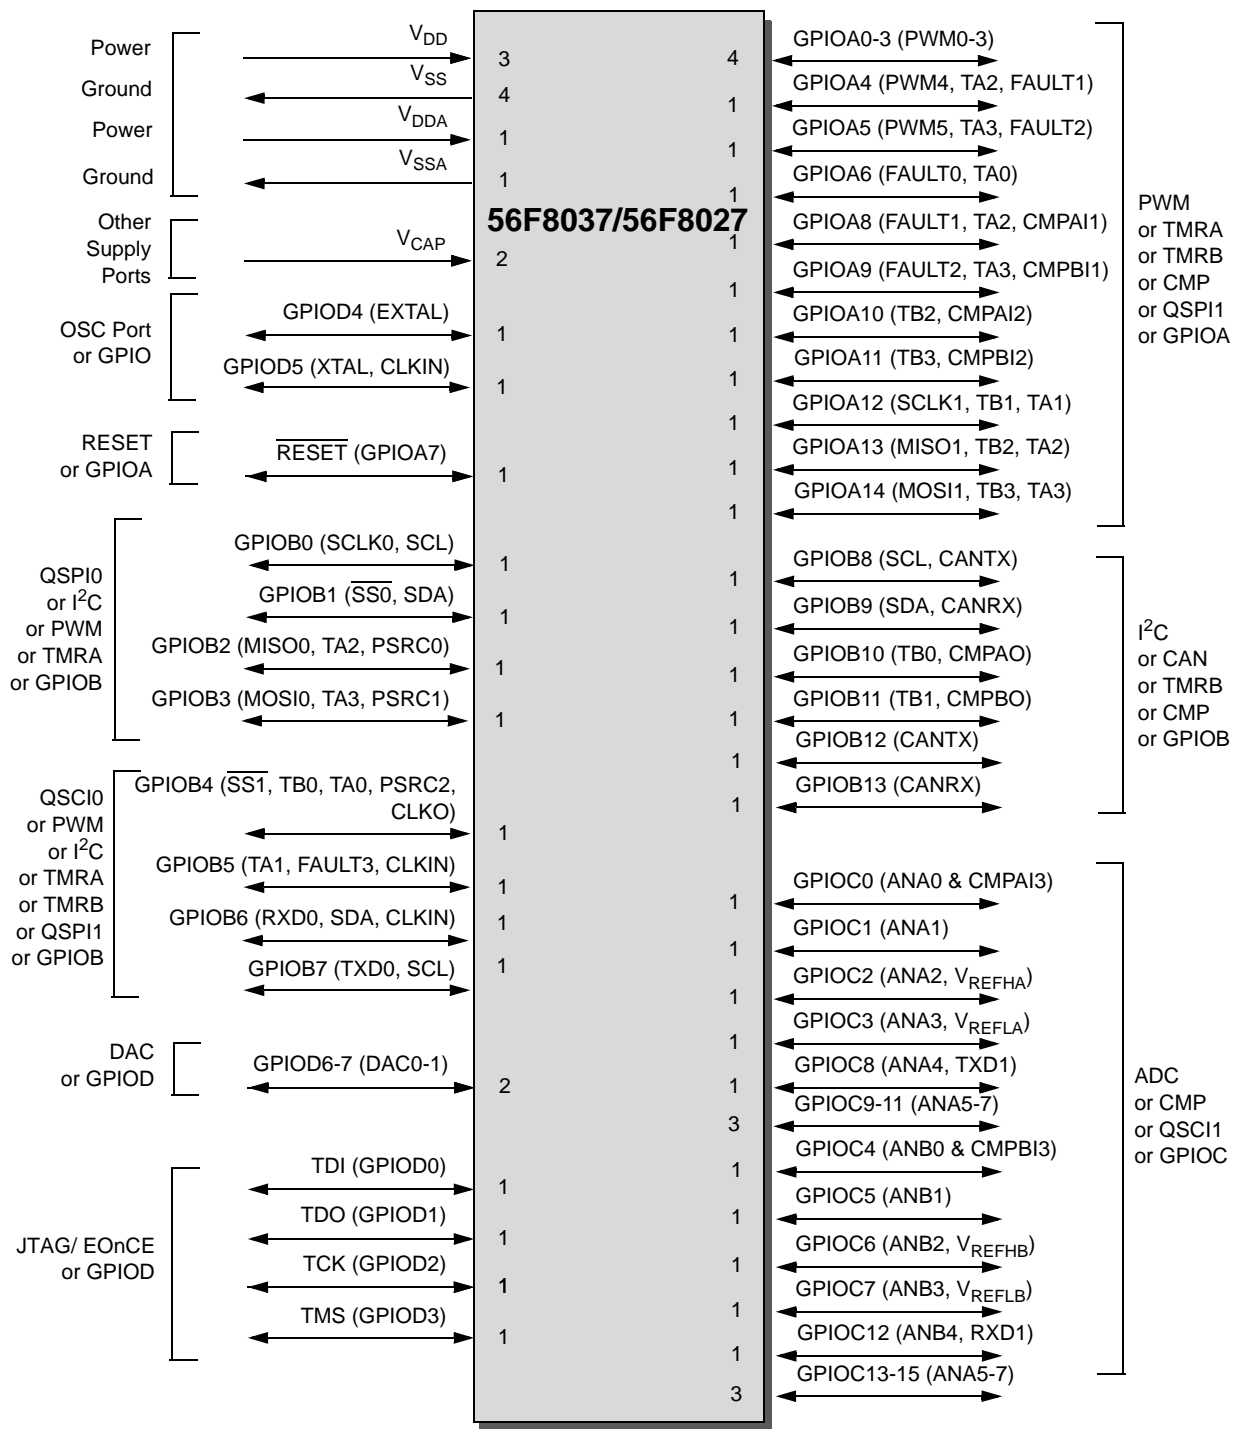 Power
VDD
3
Ground
VSS
4
Power
VDDA
1
Ground
VSSA
1
56F8037/56F8027
Other
Supply
Ports
VCAP
2
OSC Port
or GPIO
GPIOD4 (EXTAL)
1
GPIOD5 (XTAL, CLKIN)
1
RESET
or GPIOA
RESET (GPIOA7)
1
QSPI0
or I2C
or PWM
or TMRA
or GPIOB
GPIOB0 (SCLK0, SCL)
1
GPIOB1 (SS0, SDA)
1
GPIOB2 (MISO0, TA2, PSRC0)
1
GPIOB3 (MOSI0, TA3, PSRC1)
1
QSCI0
or PWM
or I2C
or TMRA
or TMRB
or QSPI1
or GPIOB
GPIOB4 (SS1, TB0, TA0, PSRC2,
CLKO)
1
GPIOB5 (TA1, FAULT3, CLKIN)
1
GPIOB6 (RXD0, SDA, CLKIN)
1
GPIOB7 (TXD0, SCL)
1
DAC
or GPIOD
GPIOD6-7 (DAC0-1)
2
JTAG/ EOnCE
or GPIOD
TDI (GPIOD0)
1
TDO (GPIOD1)
1
TCK (GPIOD2)
1
TMS (GPIOD3)
1
4
GPIOA0-3 (PWM0-3)
1
GPIOA4 (PWM4, TA2, FAULT1)
1
GPIOA5 (PWM5, TA3, FAULT2)
1
GPIOA6 (FAULT0, TA0)
1
GPIOA8 (FAULT1, TA2, CMPAI1)
1
GPIOA9 (FAULT2, TA3, CMPBI1)
1
GPIOA10 (TB2, CMPAI2)
1
GPIOA11 (TB3, CMPBI2)
1
GPIOA12 (SCLK1, TB1, TA1)
1
GPIOA13 (MISO1, TB2, TA2)
1
GPIOA14 (MOSI1, TB3, TA3)
PWM
or TMRA
or TMRB
or CMP
or QSPI1
or GPIOA
1
GPIOB8 (SCL, CANTX)
1
GPIOB9 (SDA, CANRX)
1
GPIOB10 (TB0, CMPAO)
1
GPIOB11 (TB1, CMPBO)
1
GPIOB12 (CANTX)
1
GPIOB13 (CANRX)
I2C
or CAN
or TMRB
or CMP
or GPIOB
1
GPIOC0 (ANA0 & CMPAI3)
1
GPIOC1 (ANA1)
1
GPIOC2 (ANA2, VREFHA)
1
GPIOC3 (ANA3, VREFLA)
1
GPIOC8 (ANA4, TXD1)
3
GPIOC9-11 (ANA5-7)
1
GPIOC4 (ANB0 & CMPBI3)
1
GPIOC5 (ANB1)
1
GPIOC6 (ANB2, VREFHB)
1
GPIOC7 (ANB3, VREFLB)
1
GPIOC12 (ANB4, RXD1)
3
GPIOC13-15 (ANA5-7)
ADC
or CMP
or QSCI1
or GPIOC